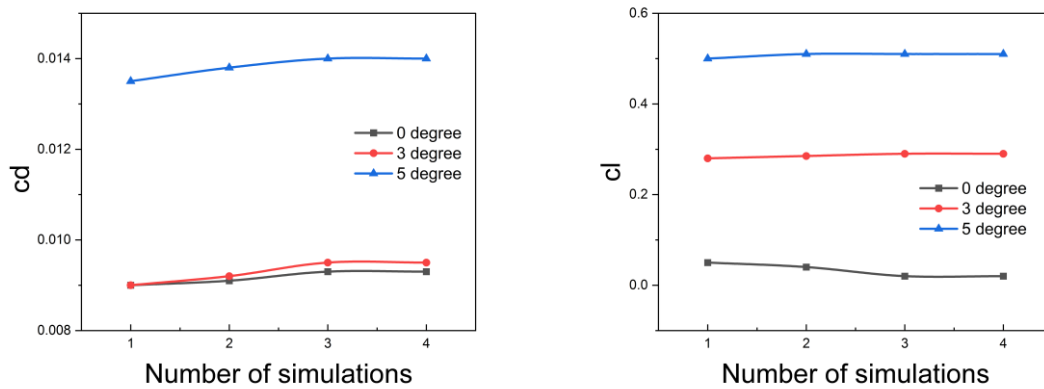 0.014
0.012
0.010
0.008
cd
0 degree
3 degree
5 degree
1 2 3 4
Number of simulations
0.6
0.4
0.2
0.0
cl
0 degree
3 degree
5 degree
1 2 3 4
Number of simulations